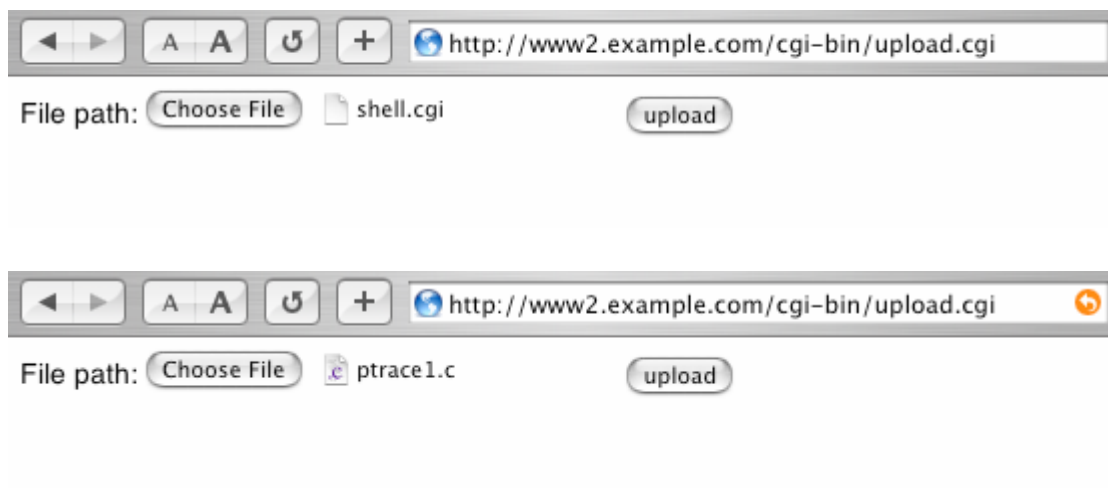 A A + http://www2.example.com/cgi-bin/upload.cgi
File path: Choose File shell.cgi upload
A A + http://www2.example.com/cgi-bin/upload.cgi
File path: Choose File .c ptrace1.c upload